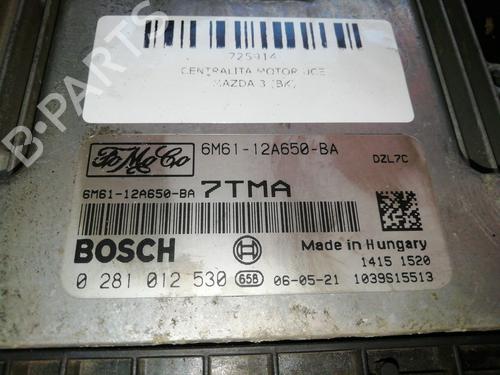 725914
CENTRALITA MOTOR UCE
MAZDA 3 (BK)
FoMoCo
6M61-12A650-BA
DZL7C
6M61-12A650-BA 7TMA
BOSCH
Made in Hungary
0 281 012 530 658 06-05-21
1415 1520
1039S15513
B-PARTS